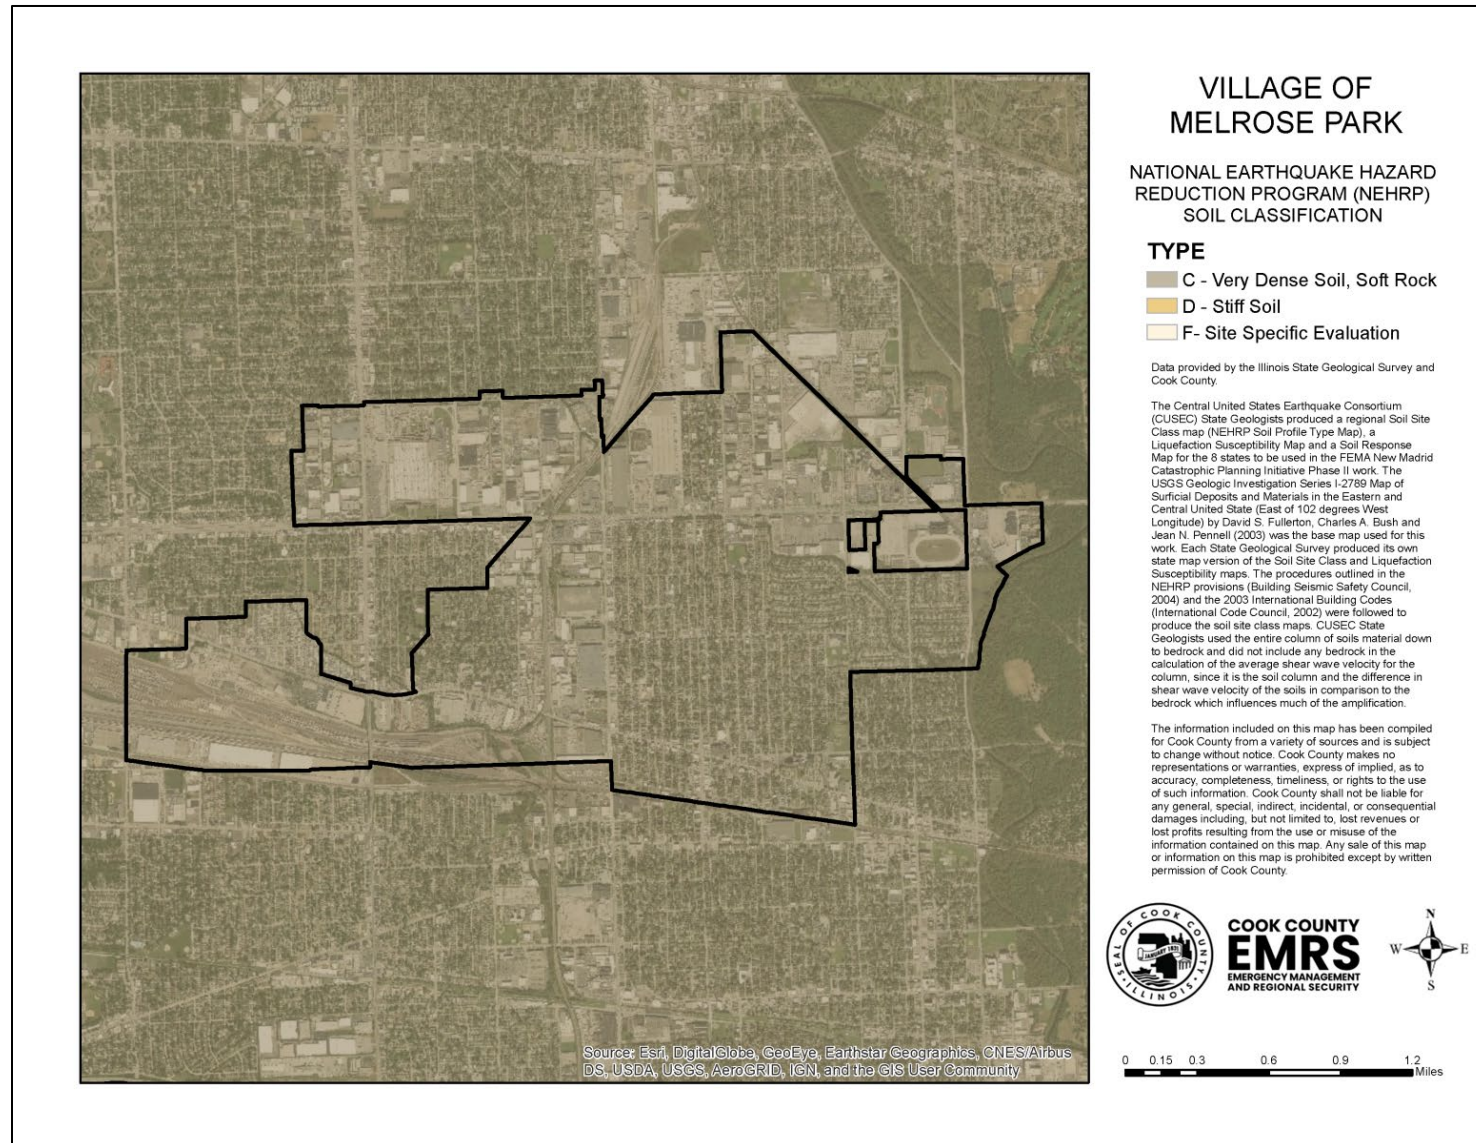 VILLAGE OF
MELROSE PARK
NATIONAL EARTHQUAKE HAZARD
REDUCTION PROGRAM (NEHRP)
SOIL CLASSIFICATION
TYPE
C - Very Dense Soil, Soft Rock
D - Stiff Soil
F- Site Specific Evaluation
Data provided by the Illinois State Geological Survey and
Cook County.
The Central United States Earthquake Consortium
(CUSEC) State Geologists produced a regional Soil Site
Class map (NEHRP Soil Profile Type Map), a
Liquefaction Susceptibility Map and a Soil Response
Map for the 8 states to be used in the FEMA New Madrid
Catastrophic Planning Initiative Phase II work. The
USGS Geologic Investigation Series I-2789 Map of
Surficial Deposits and Materials in the Eastern and
Central United State (East of 102 degrees West
Longitude) by David S. Fullerton, Charles A. Bush and
Jean N. Pennell (2003) was the base map used for this
work. Each State Geological Survey produced its own
state map version of the Soil Site Class and Liquefaction
Susceptibility maps. The procedures outlined in the
NEHRP provisions (Building Seismic Safety Council,
2004) and the 2003 International Building Codes
(International Code Council, 2002) were followed to
produce the soil site class maps. CUSEC State
Geologists used the entire column of soils material down
to bedrock and did not include any bedrock in the
calculation of the average shear wave velocity for the
column, since it is the soil column and the difference in
shear wave velocity of the soils in comparison to the
bedrock which influences much of the amplification.
The information included on this map has been compiled
for Cook County from a variety of sources and is subject
to change without notice. Cook County makes no
representations or warranties, express of implied, as to
accuracy, completeness, timeliness, or rights to the use
of such information. Cook County shall not be liable for
any general, special, indirect, incidental, or consequential
damages including, but not limited to, lost revenues or
lost profits resulting from the use or misuse of the
information contained on this map. Any sale of this map
or information on this map is prohibited except by written
permission of Cook County.
SEAL OF COOK COUNTY
JANUARY 1831
ILLINOIS
COOK COUNTY
EMRS
EMERGENCY MANAGEMENT
AND REGIONAL SECURITY
N
W E
S
0 0.15 0.3 0.6 0.9 1.2
Miles
Source: Esri, DigitalGlobe, GeoEye, Earthstar Geographics, CNES/Airbus
DS, USDA, USGS, AeroGRID, IGN, and the GIS User Community